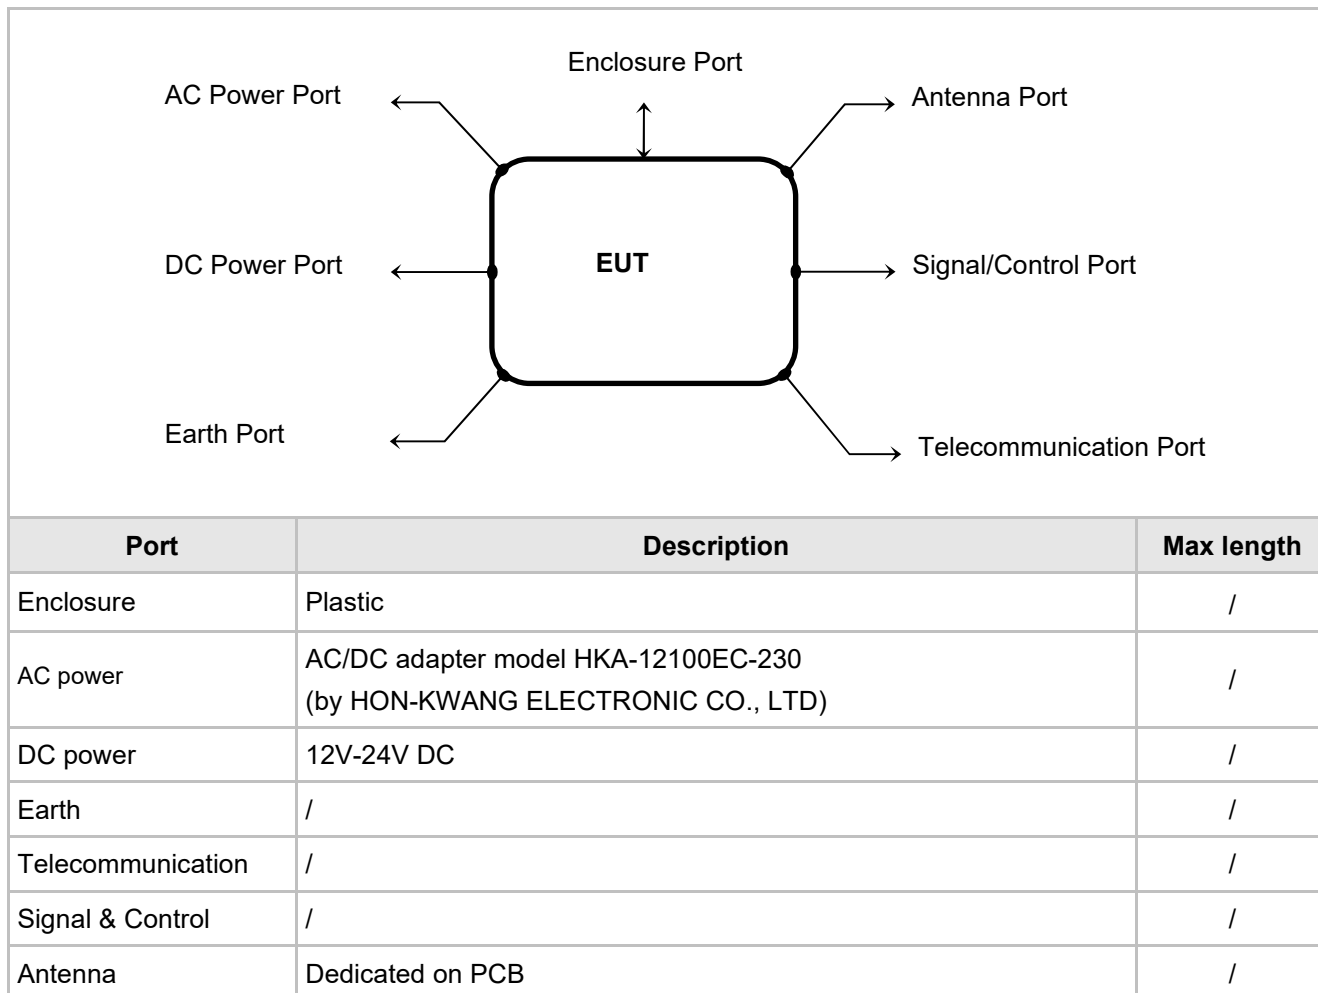 Enclosure Port
AC Power Port
Antenna Port
DC Power Port
EUT
Signal/Control Port
Earth Port
Telecommunication Port
Port Description Max length
Enclosure Plastic /
AC power AC/DC adapter model HKA-12100EC-230
(by HON-KWANG ELECTRONIC CO., LTD) /
DC power 12V-24V DC /
Earth / /
Telecommunication / /
Signal & Control / /
Antenna Dedicated on PCB /